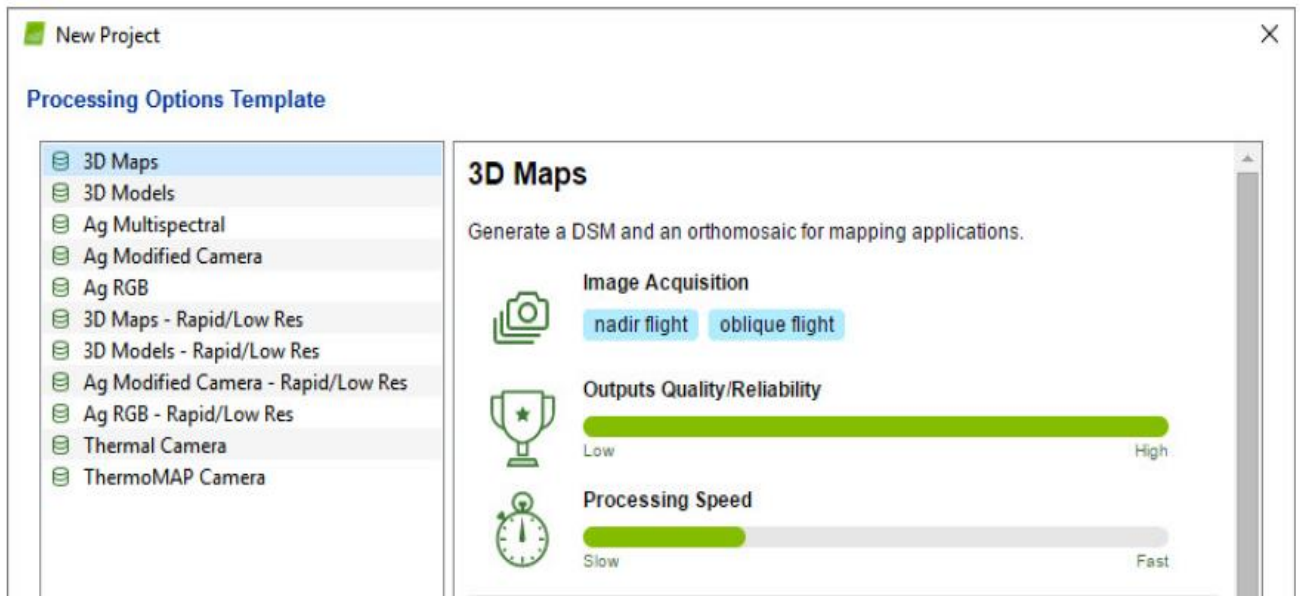 New Project
Processing Options Template
3D Maps
3D Models
Ag Multispectral
Ag Modified Camera
Ag RGB
3D Maps - Rapid/Low Res
3D Models - Rapid/Low Res
Ag Modified Camera - Rapid/Low Res
Ag RGB - Rapid/Low Res
Thermal Camera
ThermoMAP Camera
3D Maps
Generate a DSM and an orthomosaic for mapping applications.
Image Acquisition
nadir flight oblique flight
Outputs Quality/Reliability
Low High
Processing Speed
Slow Fast